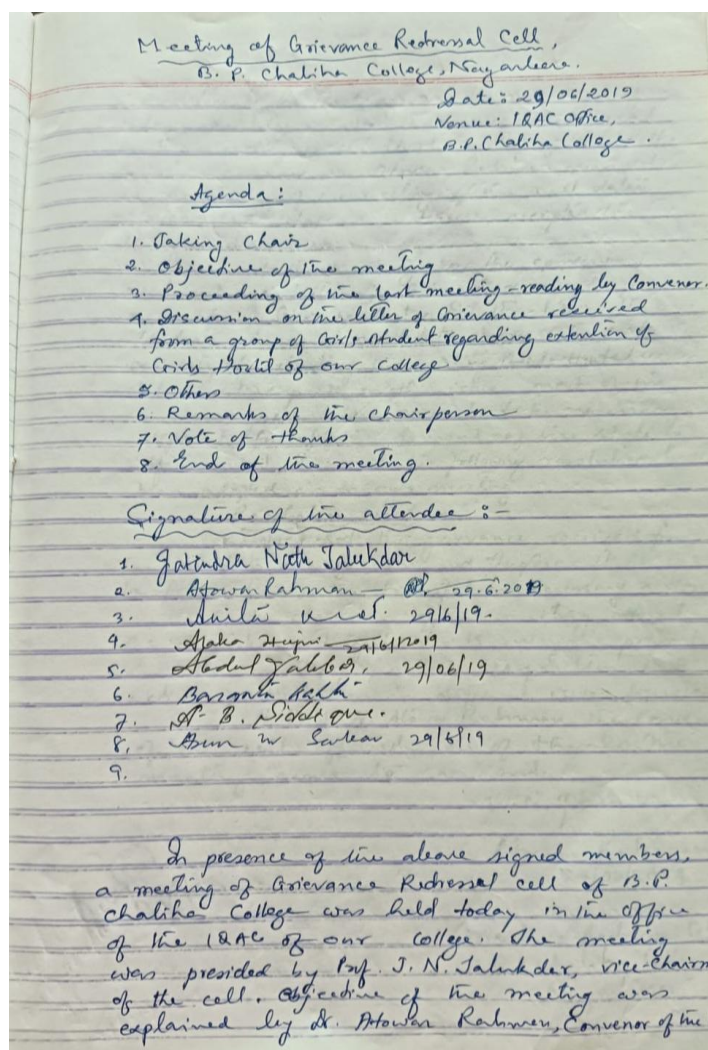 Meeting of Grievance Redressal Cell,
B. P. Chaliha College, Nagarbera.
Date: 29/06/2019
Venue: IQAC Office,
B.P. Chaliha College.
Agenda:
1. Taking Chair
2. Objective of the meeting
3. Proceeding of the last meeting - reading by Convenor.
4. Discussion on the letter of Grievance received
from a group of Girls student regarding extention of
Girls Hostil of our college
5. Others
6. Remarks of the chairperson
7. Vote of thanks
8. End of the meeting.
Signature of the attendee :-
1. Jatindra Nath Talukdar
2. Atowar Rahman - 29.6.2019
3. Anita 29/6/19.
4. 29/6/2019
5. Abdul Jabbar, 29/06/19
6.
7. A. B. Siddique.
8. Sarkar 29/6/19
9.
In presence of the above signed members,
a meeting of Grievance Redressal cell of B.P.
Chaliha College was held today in the office
of the IQAC of our college. The meeting
was presided by Prof. J. N. Talukdar, vice-Chairm
of the cell. Objective of the meeting was
explained by Dr. Atowar Rahman, Convenor of the